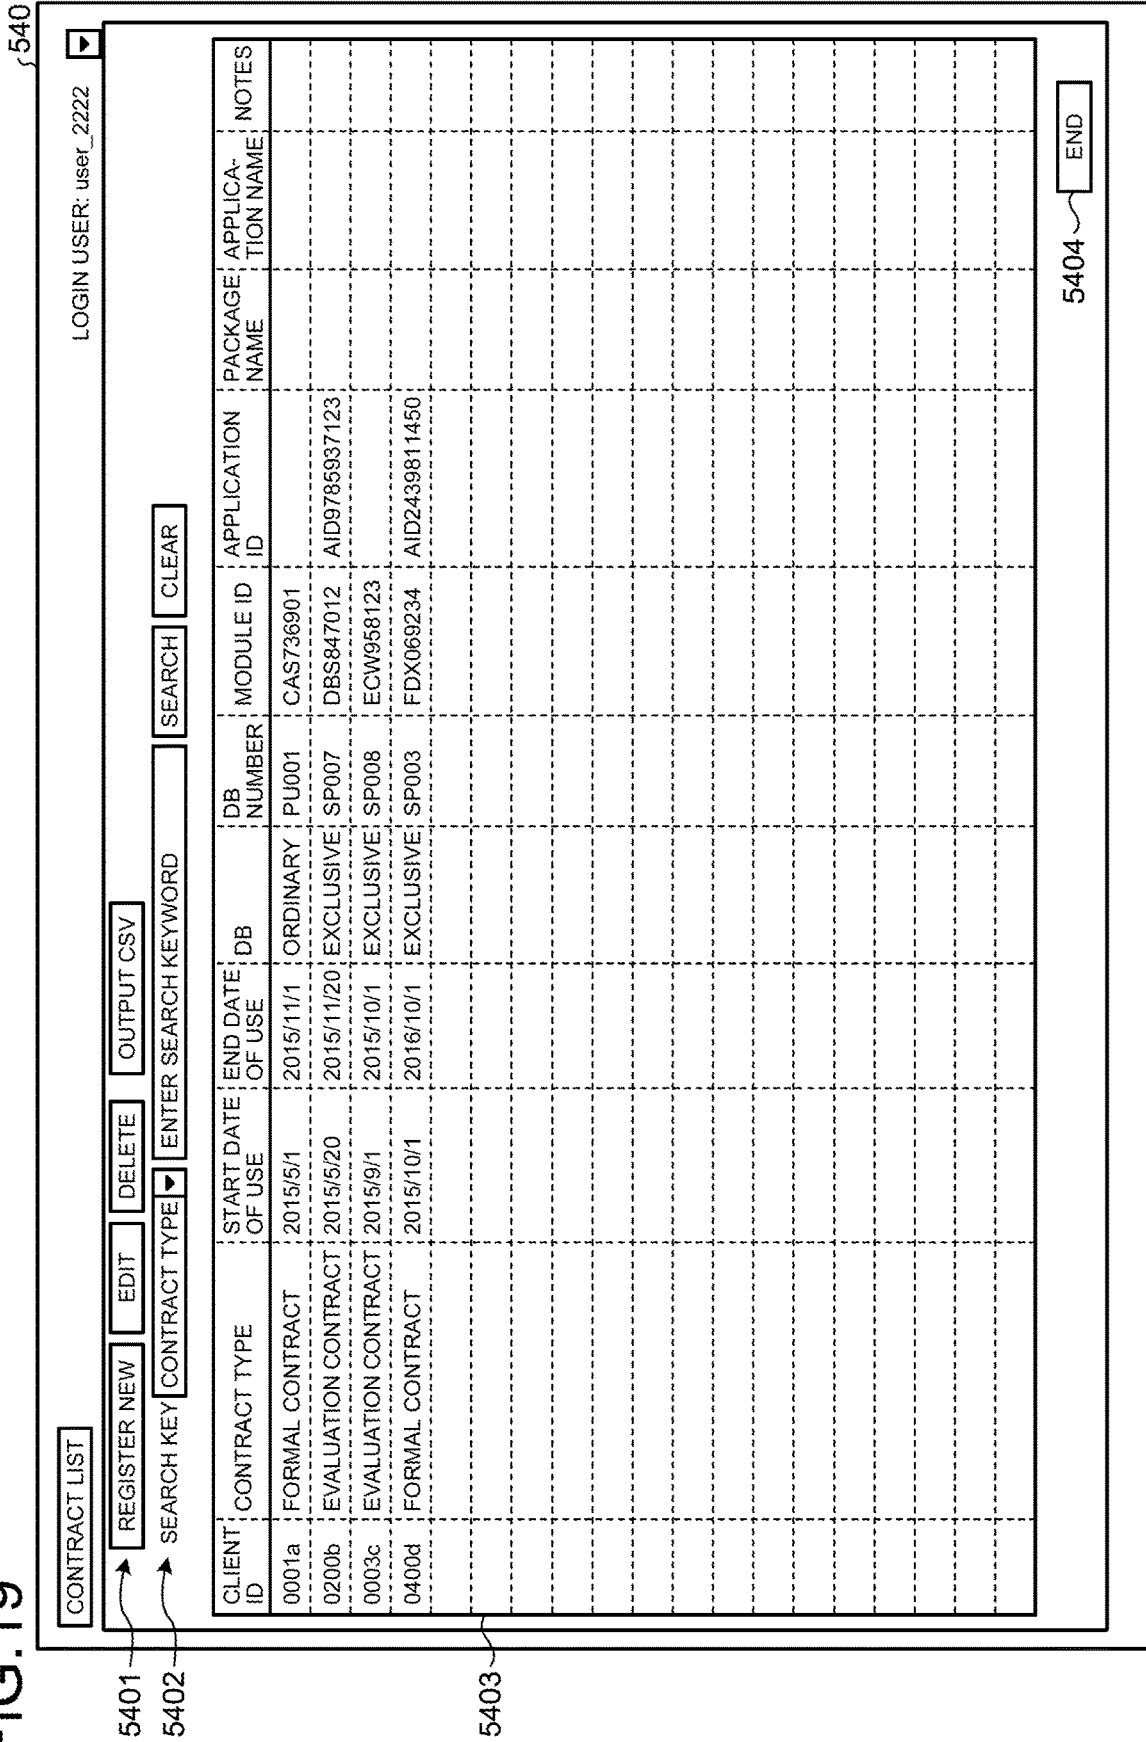 FIG.19
540
CONTRACT LIST
LOGIN USER: user_2222
5401
REGISTER NEW EDIT DELETE OUTPUT CSV
5402
SEARCH KEY CONTRACT TYPE ENTER SEARCH KEYWORD SEARCH CLEAR
CLIENT ID CONTRACT TYPE START DATE OF USE END DATE OF USE DB DB NUMBER MODULE ID APPLICATION ID PACKAGE NAME APPLICA- TION NAME NOTES
0001a FORMAL CONTRACT 2015/5/1 2015/11/1 ORDINARY PU001 CAS736901
0200b EVALUATION CONTRACT 2015/5/20 2015/11/20 EXCLUSIVE SP007 DBS847012 AID9785937123
0003c EVALUATION CONTRACT 2015/9/1 2015/10/1 EXCLUSIVE SP008 ECW958123
0400d FORMAL CONTRACT 2015/10/1 2016/10/1 EXCLUSIVE SP003 FDX069234 AID2439811450
5403
5404
END